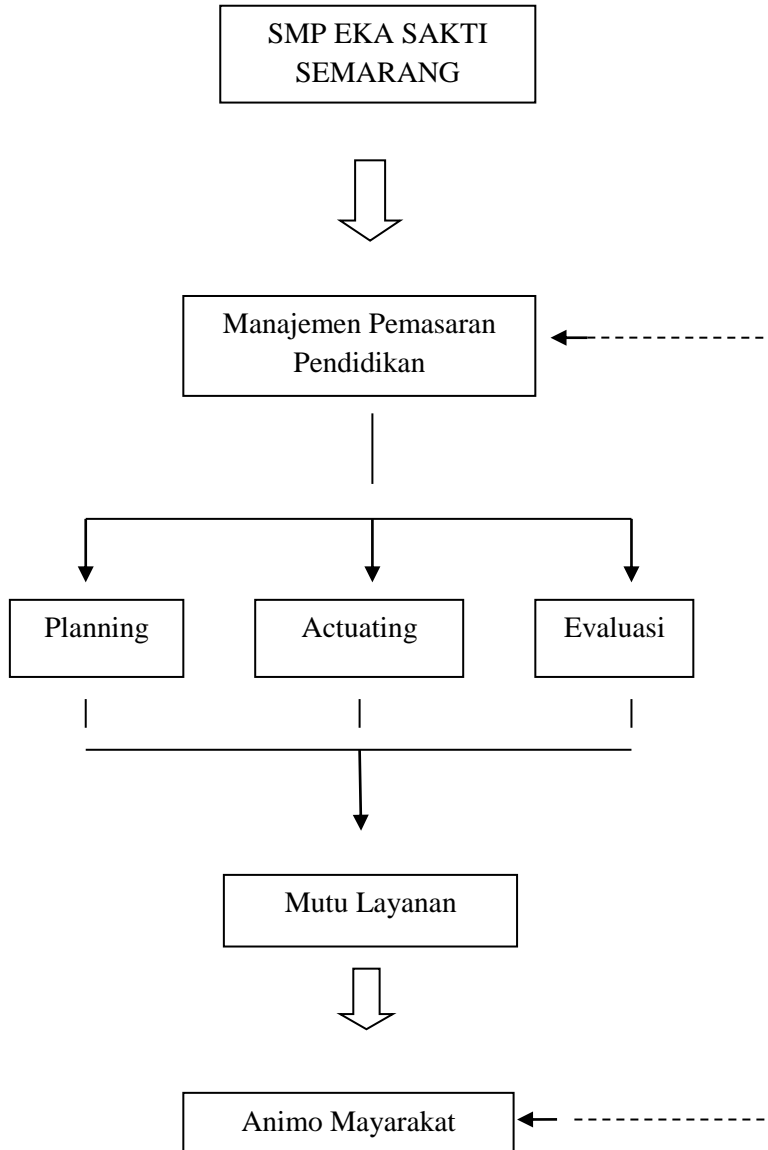 SMP EKA SAKTI
SEMARANG
Manajemen Pemasaran
Pendidikan
Planning
Actuating
Evaluasi
Mutu Layanan
Animo Mayarakat